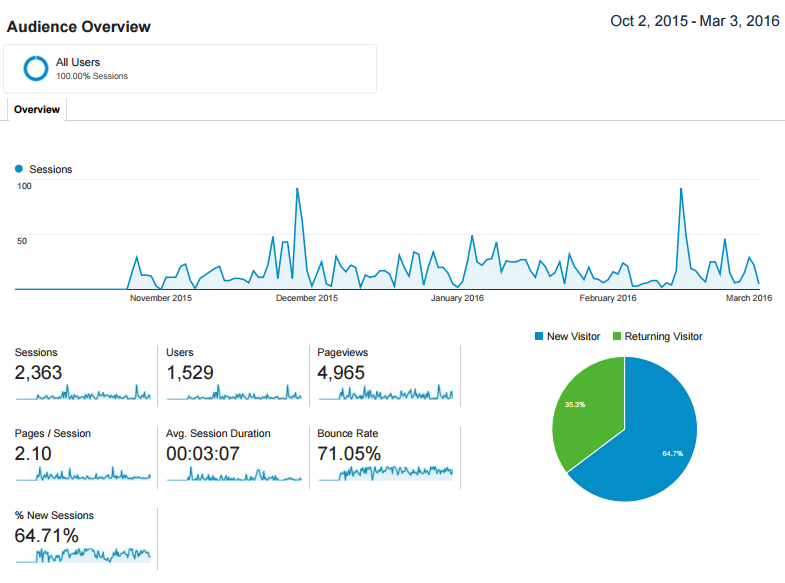 Audience Overview
Oct 2, 2015 - Mar 3, 2016
All Users
100.00% Sessions
Overview
Sessions
100
50
November 2015 December 2015 January 2016 February 2016 March 2016
New Visitor Returning Visitor
Sessions
2,363
Users
1,529
Pageviews
4,965
Pages / Session
2.10
Avg. Session Duration
00:03:07
Bounce Rate
71.05%
% New Sessions
64.71%
35.3%
64.7%